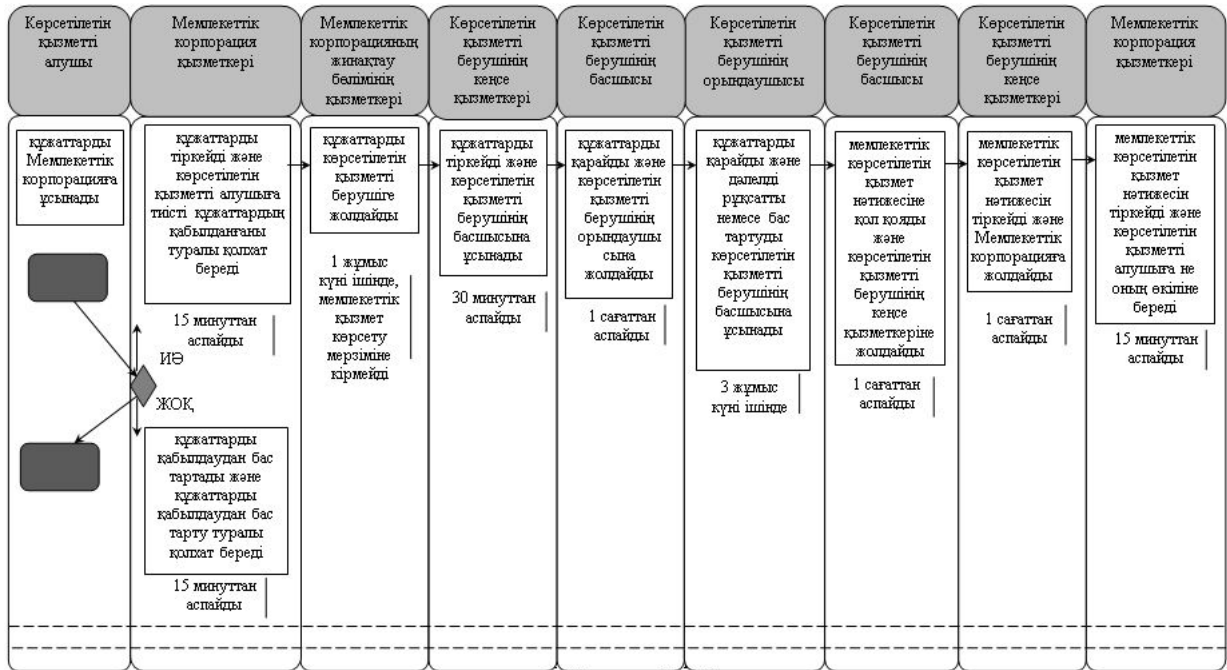 Көрсетілетін
қызметті
алушы
Мемлекеттік
корпорация
қызметкері
Мемлекеттік
корпорацияның
жинақтау
бөлімінің
қызметкері
Көрсетілетін
қызметті
берушінің
кеңсе
қызметкері
Көрсетілетін
қызметті
берушінің
басшысы
Көрсетілетін
қызметті
берушінің
орындаушысы
Көрсетілетін
қызметті
берушінің
басшысы
Көрсетілетін
қызметті
берушінің
кеңсе
қызметкері
Мемлекеттік
корпорация
қызметкері
құжаттарды
Мемлекеттік
корпорацияға
ұсынады
құжаттарды
тіркейді және
көрсетілетін
қызметті алушыға
тиісті құжаттардың
қабылданғаны
туралы қолхат
береді
15 минуттан
аспайды
ИӘ
ЖОҚ
құжаттарды
қабылдаудан бас
тартады және
құжаттарды
қабылдаудан бас
тарту туралы
қолхат береді
15 минуттан
аспайды
құжаттарды
көрсетілетін
қызметті
берушіге
жолдайды
1 жұмыс
күні ішінде,
мемлекеттік
қызмет
көрсету
мерзіміне
кірмейді
құжаттарды
тіркейді және
көрсетілетін
қызметті
берушінің
басшысына
ұсынады
30 минуттан
аспайды
құжаттарды
қарайды және
көрсетілетін
қызметті
берушінің
орындаушы
сына
жолдайды
1 сағаттан
аспайды
құжаттарды
қарайды және
дәлелді
рұқсатты
немесе бас
тартуды
көрсетілетін
қызметті
берушінің
басшысына
ұсынады
3 жұмыс
күні ішінде
мемлекеттік
көрсетілетін
қызмет
нәтижесіне
қол қояды
және
көрсетілетін
қызметті
берушінің
кеңсе
қызметкеріне
жолдайды
1 сағаттан
аспайды
мемлекеттік
көрсетілетін
қызмет
нәтижесін
тіркейді және
Мемлекеттік
корпорацияға
жолдайды
1 сағаттан
аспайды
мемлекеттік
көрсетілетін
қызмет
нәтижесін
тіркейді және
көрсетілетін
қызметті
алушыға не
оның өкіліне
береді
15 минуттан
аспайды